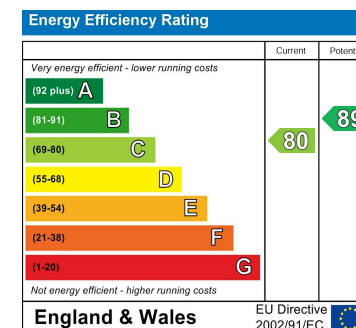 Energy Efficiency Rating
Current Potent
Very energy efficient - lower running costs
(92 plus) A
(81-91) B
89
(69-80) C
80
(55-68) D
(39-54) E
(21-38) F
(1-20) G
Not energy efficient - higher running costs
England & Wales
EU Directive
2002/91/EC